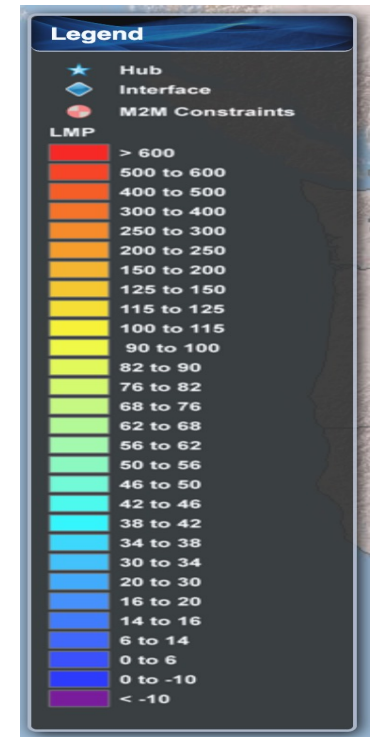 Legend
Hub
Interface
M2M Constraints
LMP
> 600
500 to 600
400 to 500
300 to 400
250 to 300
200 to 250
150 to 200
125 to 150
115 to 125
100 to 115
90 to 100
82 to 90
76 to 82
68 to 76
62 to 68
56 to 62
50 to 56
46 to 50
42 to 46
38 to 42
34 to 38
30 to 34
20 to 30
16 to 20
14 to 16
6 to 14
0 to 6
0 to -10
< -10